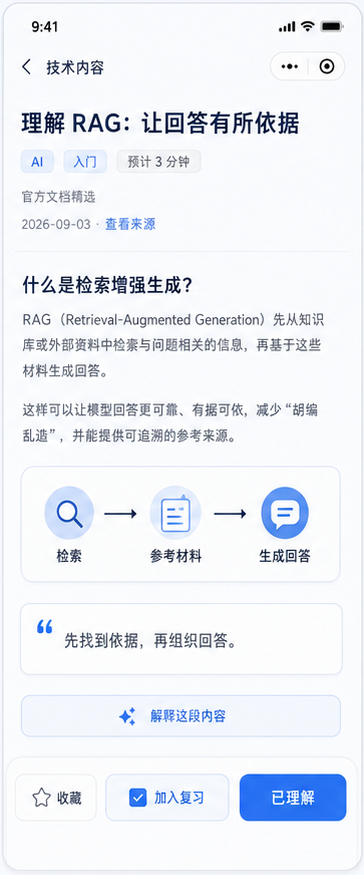 9:41
技术内容
理解 RAG：让回答有所依据
AI
入门
预计 3 分钟
官方文档精选
2026-09-03 · 查看来源
什么是检索增强生成？
RAG（Retrieval-Augmented Generation）先从知识
库或外部资料中检索与问题相关的信息，再基于这些
材料生成回答。
这样可以让模型回答更可靠、有据可依，减少“胡编
乱造”，并能提供可追溯的参考来源。
检索
参考材料
生成回答
“ 先找到依据，再组织回答。
解释这段内容
收藏
加入复习
已理解